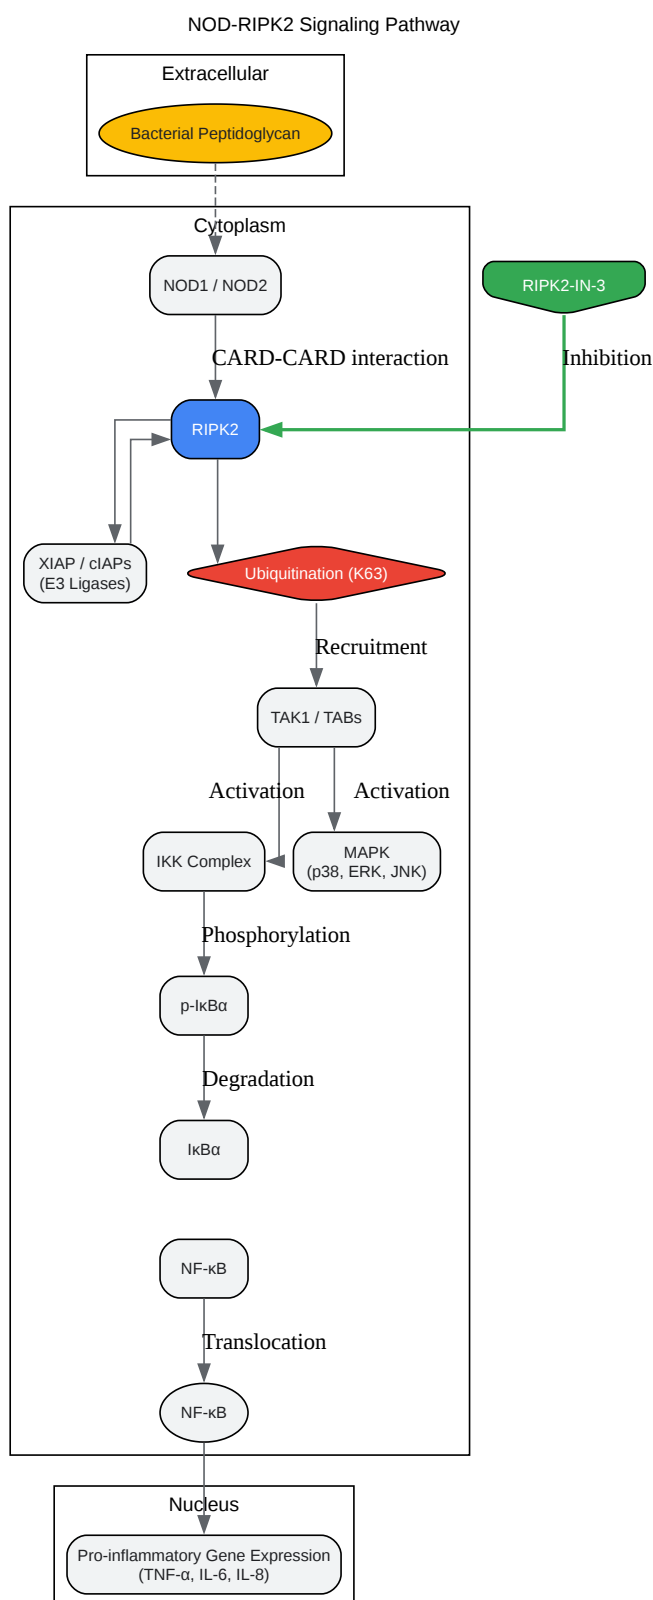 NOD-RIPK2 Signaling Pathway
Extracellular
Bacterial Peptidoglycan
Cytoplasm
NOD1 / NOD2
RIPK2-IN-3
CARD-CARD interaction
Inhibition
RIPK2
XIAP / cIAPs
(E3 Ligases)
Ubiquitination (K63)
Recruitment
TAK1 / TABs
Activation
Activation
IKK Complex
MAPK
(p38, ERK, JNK)
Phosphorylation
p-IκBα
Degradation
IκBα
NF-κB
Translocation
NF-κB
Nucleus
Pro-inflammatory Gene Expression
(TNF-α, IL-6, IL-8)